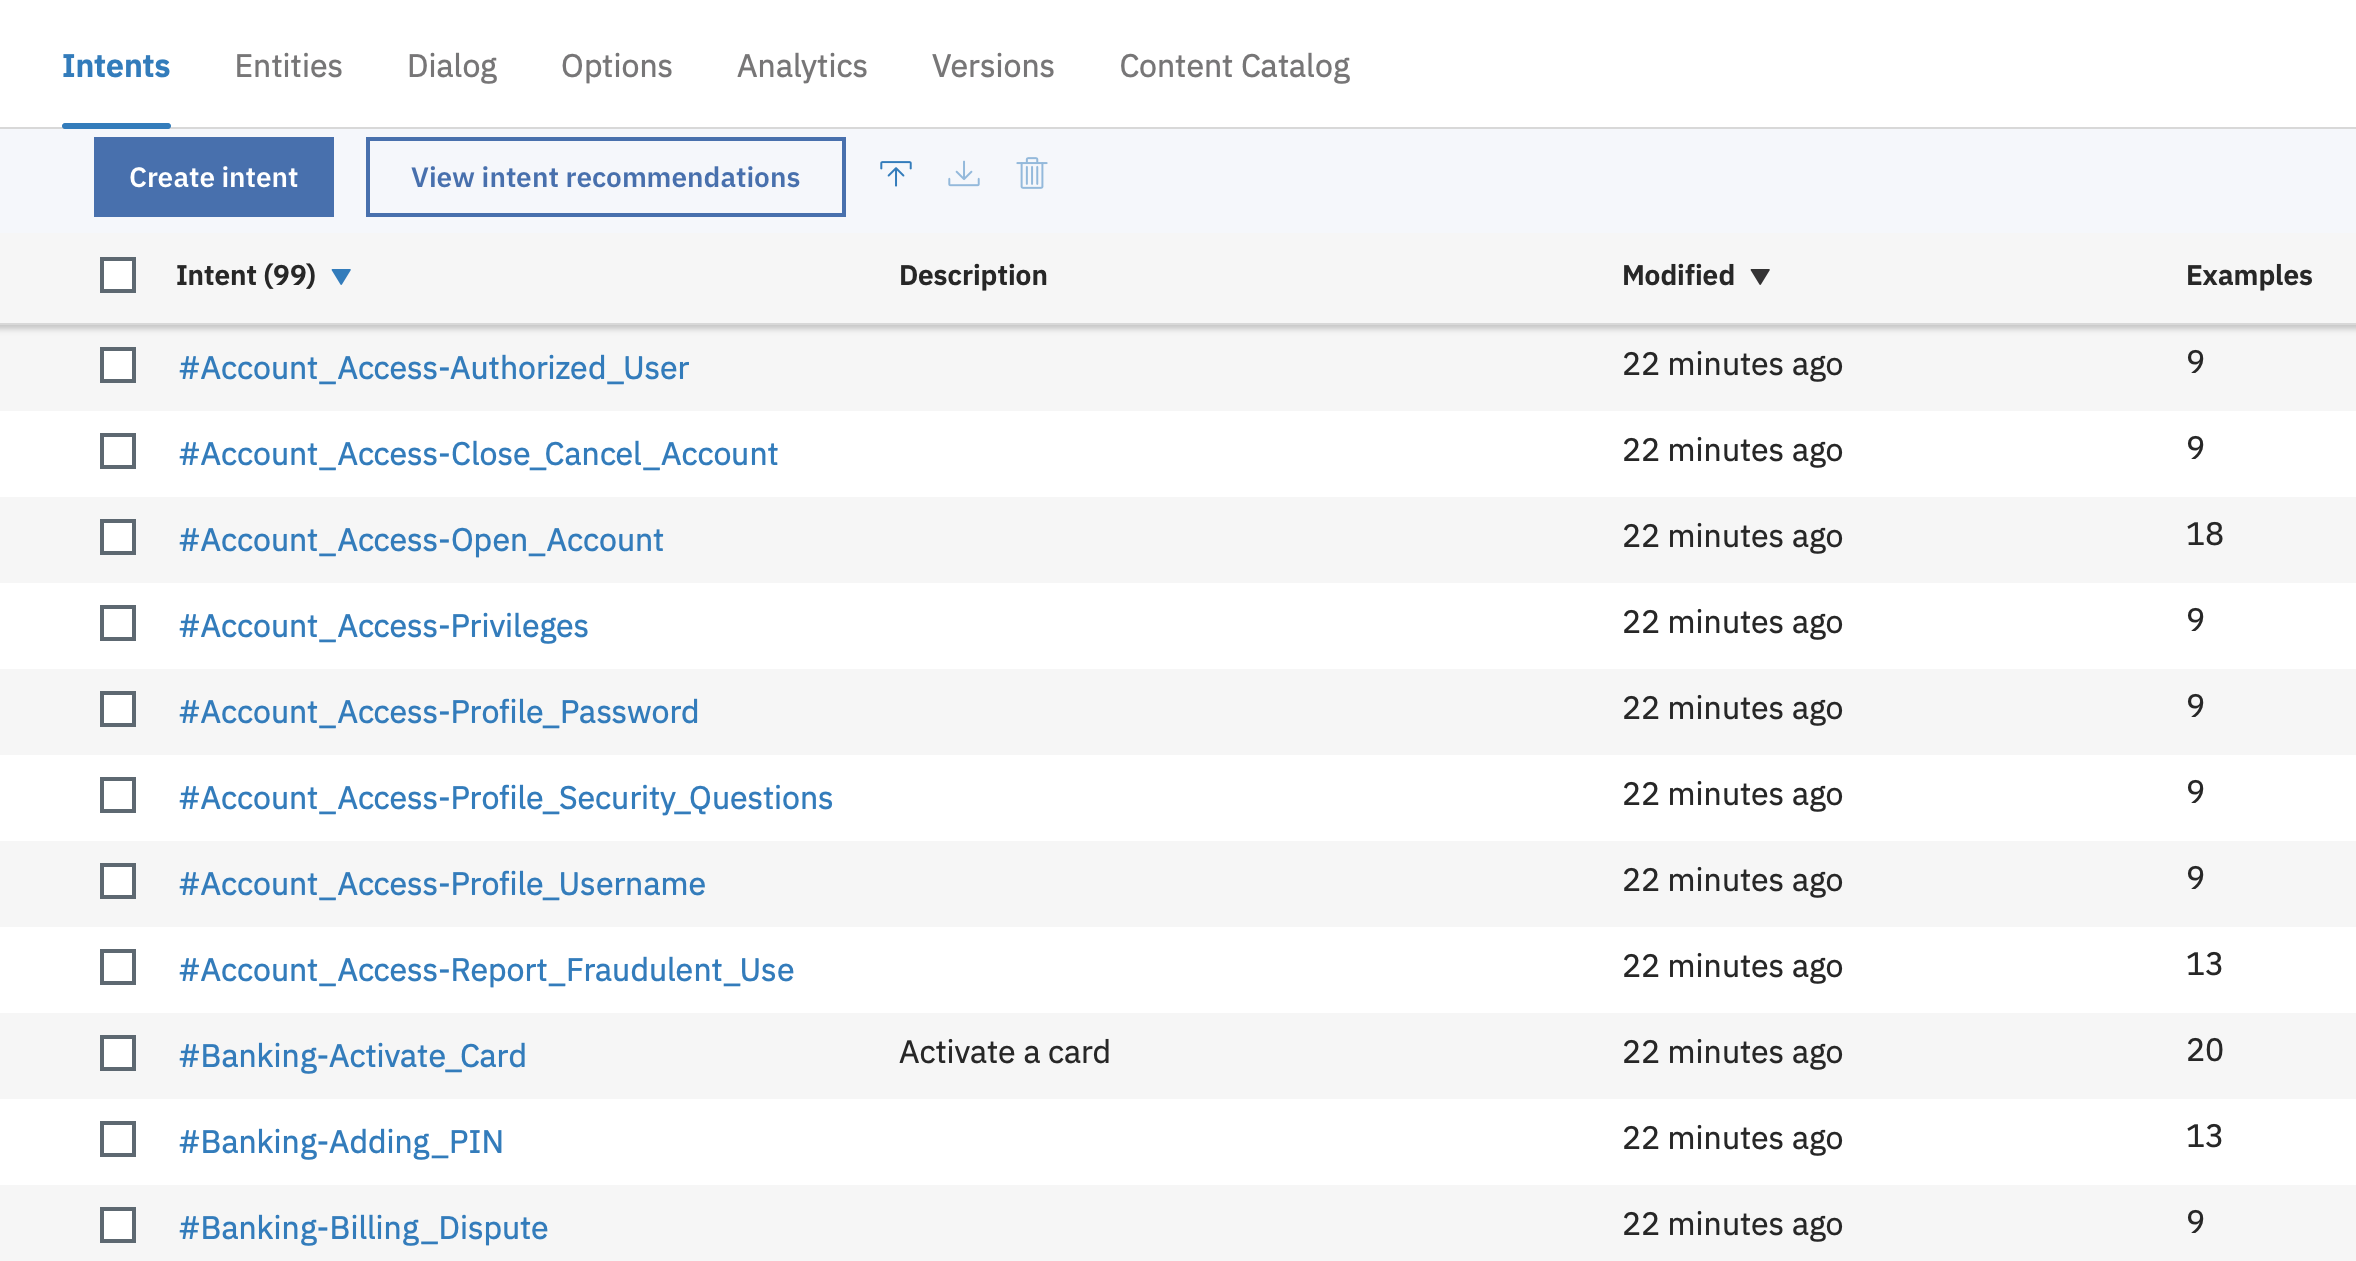 Intents Entities Dialog Options Analytics Versions Content Catalog
Create intent View intent recommendations
Intent (99) Description Modified Examples
#Account_Access-Authorized_User 22 minutes ago 9
#Account_Access-Close_Cancel_Account 22 minutes ago 9
#Account_Access-Open_Account 22 minutes ago 18
#Account_Access-Privileges 22 minutes ago 9
#Account_Access-Profile_Password 22 minutes ago 9
#Account_Access-Profile_Security_Questions 22 minutes ago 9
#Account_Access-Profile_Username 22 minutes ago 9
#Account_Access-Report_Fraudulent_Use 22 minutes ago 13
#Banking-Activate_Card Activate a card 22 minutes ago 20
#Banking-Adding_PIN 22 minutes ago 13
#Banking-Billing_Dispute 22 minutes ago 9